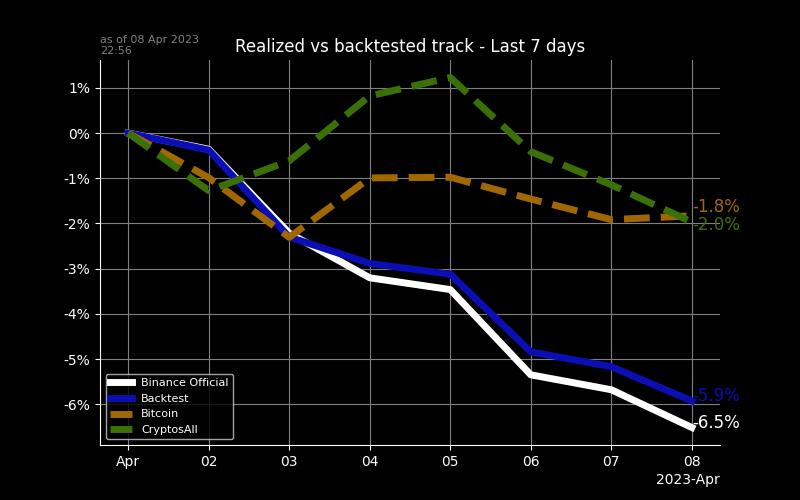 as of 08 Apr 2023
22:56
Realized vs backtested track - Last 7 days
1%
0%
-1%
-2%
-3%
-4%
-5%
-6%
-1.8%
-2.0%
-5.9%
-6.5%
Binance Official
Backtest
Bitcoin
CryptosAll
Apr 02 03 04 05 06 07 08
2023-Apr